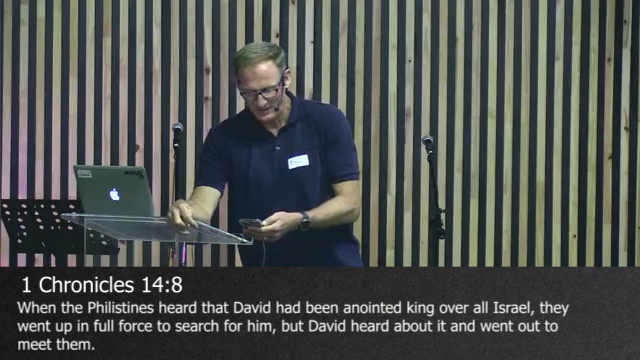 1 Chronicles 14:8
When the Philistines heard that David had been anointed king over all Israel, they
went up in full force to search for him, but David heard about it and went out to
meet them.